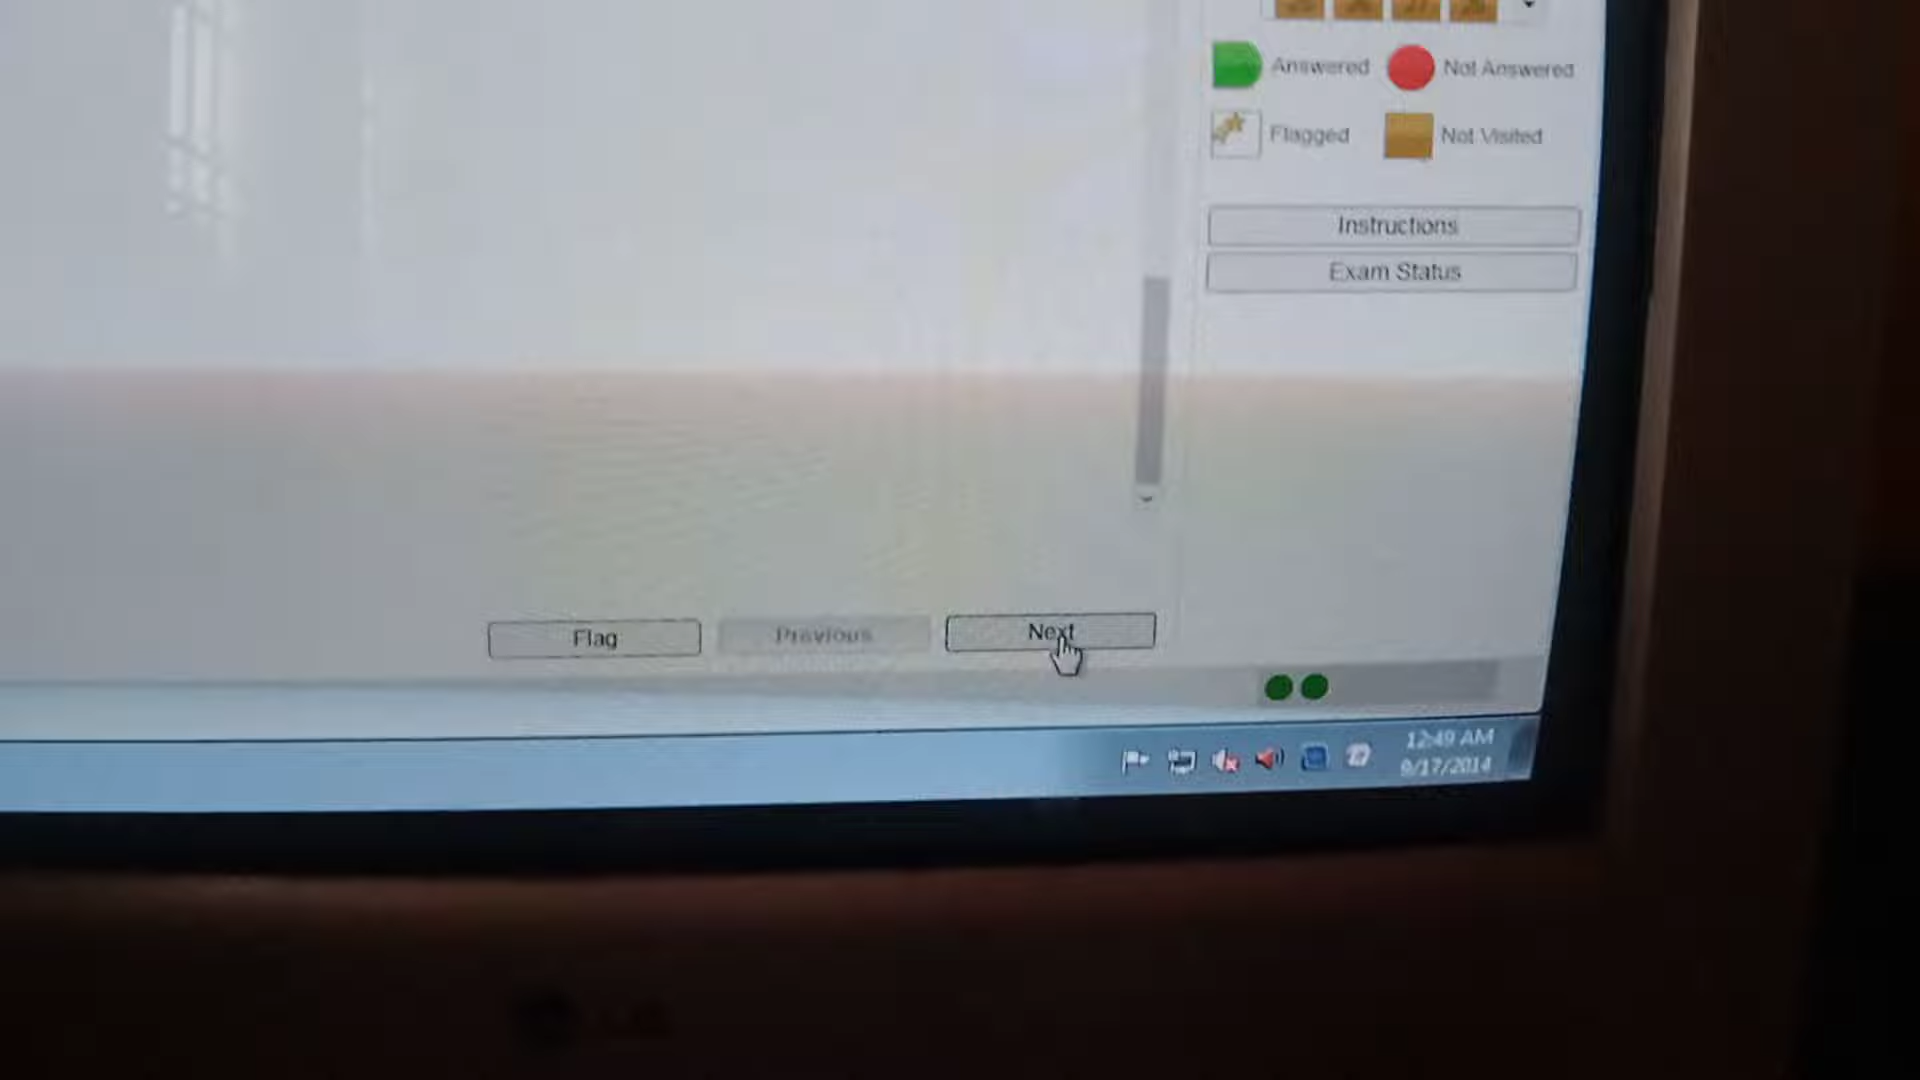 Answered
Not Answered
Flagged
Not Visited
Instructions
Exam Status
Flag
Previous
Next
12:49 AM
9/17/2014